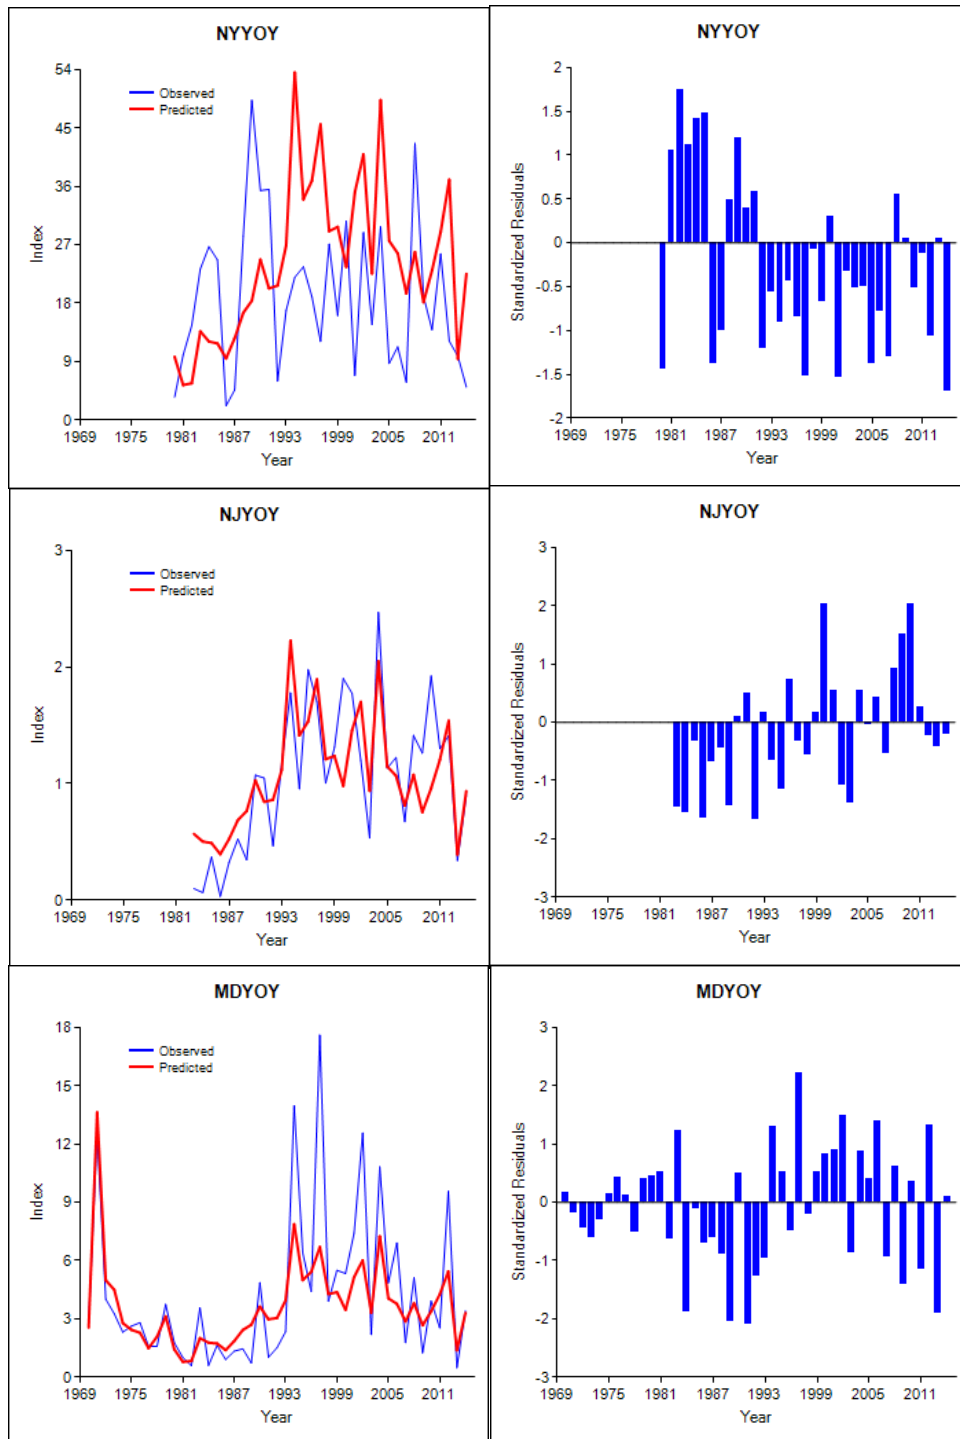 NYYOY
54
45
36
27
18
9
0
Index
Observed
Predicted
1969 1975 1981 1987 1993 1999 2005 2011
Year
NYYOY
2
1.5
1
0.5
0
-0.5
-1
-1.5
-2
Standardized Residuals
1969 1975 1981 1987 1993 1999 2005 2011
Year
NJYOY
3
2
1
0
Index
Observed
Predicted
1969 1975 1981 1987 1993 1999 2005 2011
Year
NJYOY
3
2
1
0
-1
-2
-3
Standardized Residuals
1969 1975 1981 1987 1993 1999 2005 2011
Year
MDYOY
18
15
12
9
6
3
0
Index
Observed
Predicted
1969 1975 1981 1987 1993 1999 2005 2011
Year
MDYOY
3
2
1
0
-1
-2
-3
Standardized Residuals
1969 1975 1981 1987 1993 1999 2005 2011
Year